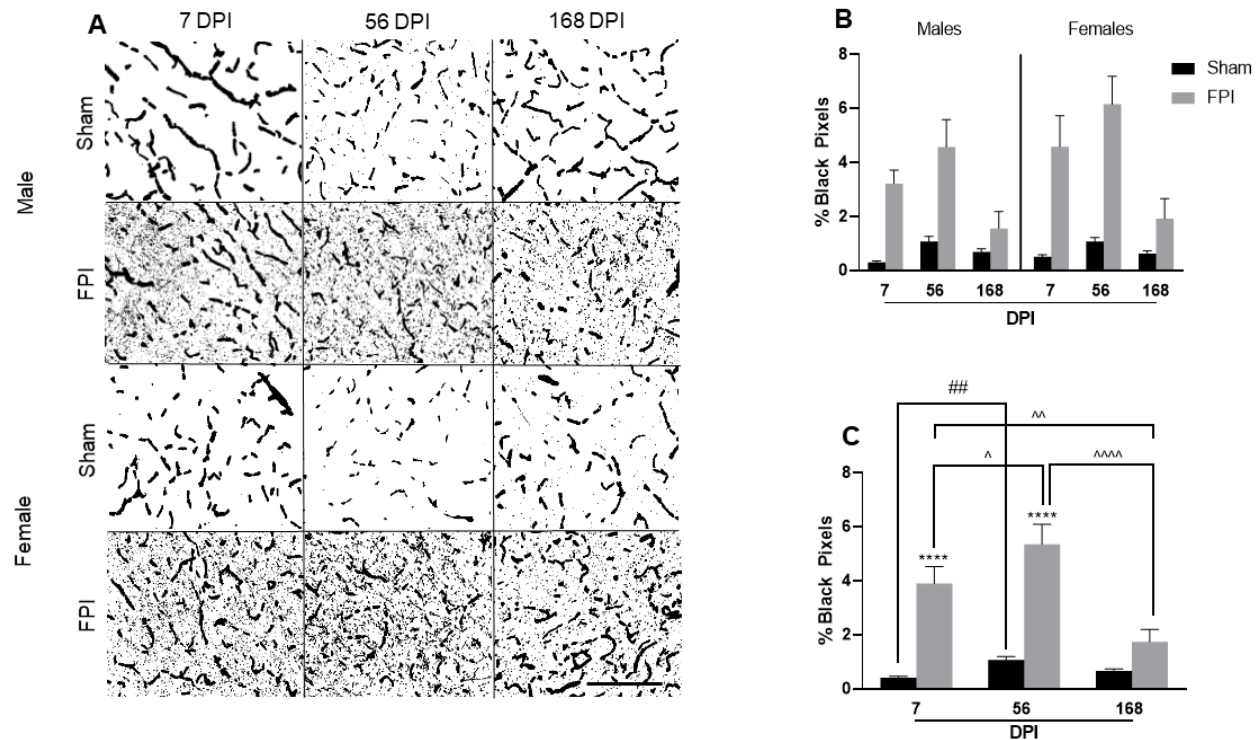 A
7 DPI 56 DPI 168 DPI
Male
Sham
FPI
Female
Sham
FPI
B
Males Females
Sham
FPI
% Black Pixels
8
6
4
2
0
7 56 168 7 56 168
DPI
C
##
^^
^ ^^^^
**** ****
% Black Pixels
8
6
4
2
0
7 56 168
DPI